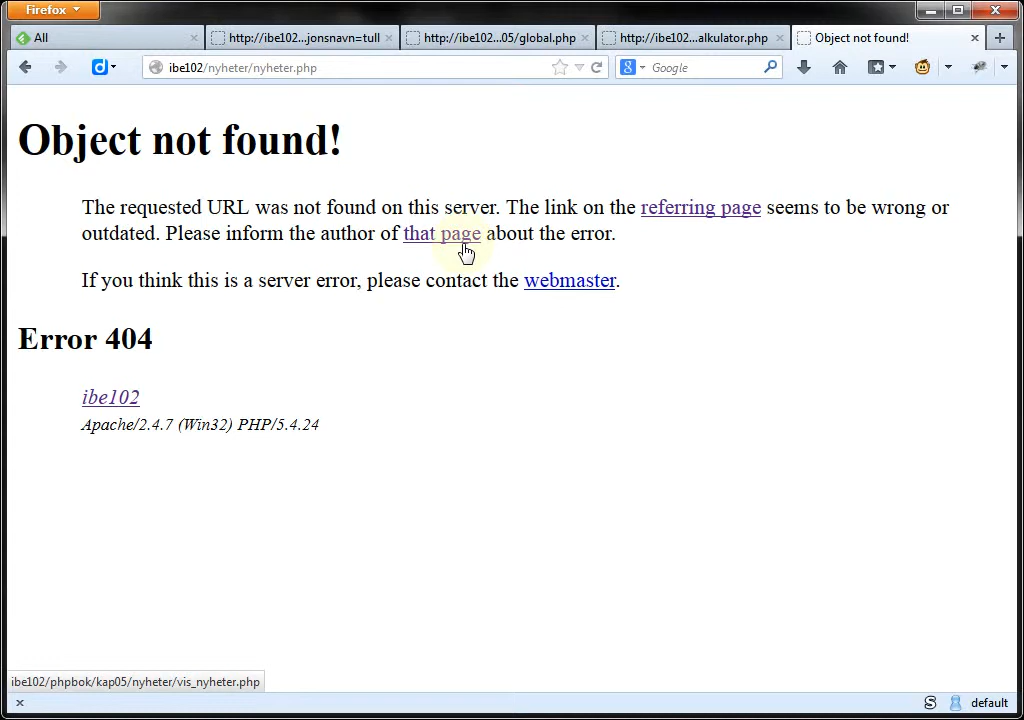 Firefox
All
http://ibe102...jonsnavn=tull
http://ibe102...05/global.php
http://ibe102...alkulator.php
Object not found!
ibe102/nyheter/nyheter.php
Google
Object not found!
The requested URL was not found on this server. The link on the referring page seems to be wrong or
outdated. Please inform the author of that page about the error.
If you think this is a server error, please contact the webmaster.
Error 404
ibe102
Apache/2.4.7 (Win32) PHP/5.4.24
ibe102/phpbok/kap05/nyheter/vis_nyheter.php
default